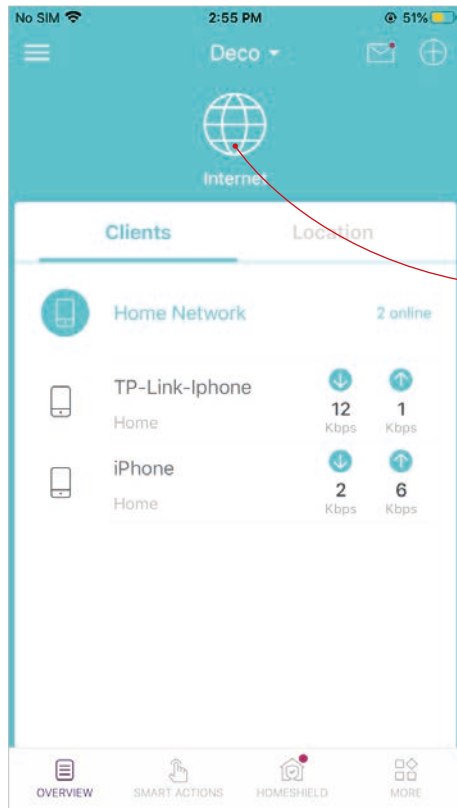 No SIM 2:55 PM 51%
Deco
Internet
Clients Location
Home Network 2 online
TP-Link-Iphone
Home
12 1
Kbps Kbps
iPhone
Home
2 6
Kbps Kbps
OVERVIEW SMART ACTIONS HOMESHIELD MORE